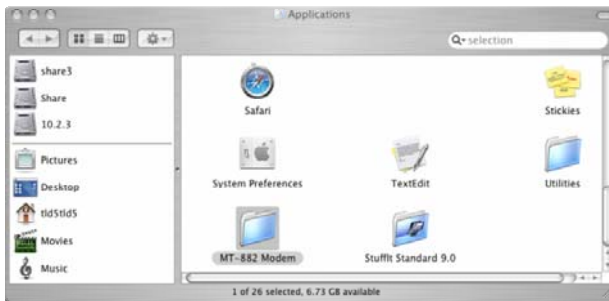 Applications
selection
share3
Share
10.2.3
Pictures
Desktop
tld5tld5
Movies
Music
Safari
Stickies
System Preferences
TextEdit
Utilities
MT-882 Modem
StuffIt Standard 9.0
1 of 26 selected, 6.73 GB available